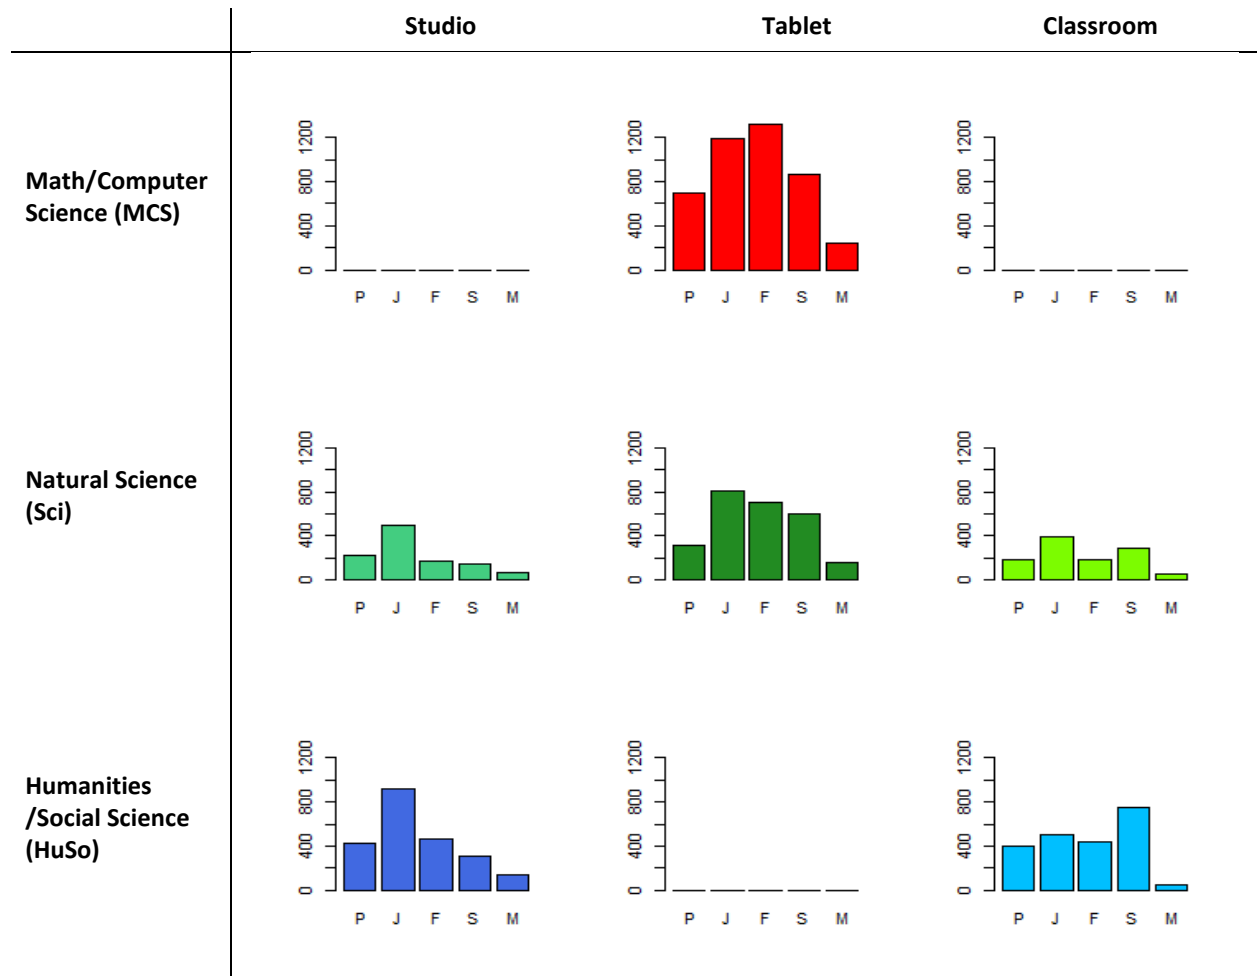 Studio Tablet Classroom
Math/Computer
Science (MCS)
0 400 800 1200
P J F S M
0 400 800 1200
P J F S M
0 400 800 1200
P J F S M
Natural Science
(Sci)
0 400 800 1200
P J F S M
0 400 800 1200
P J F S M
0 400 800 1200
P J F S M
Humanities
/Social Science
(HuSo)
0 400 800 1200
P J F S M
0 400 800 1200
P J F S M
0 400 800 1200
P J F S M